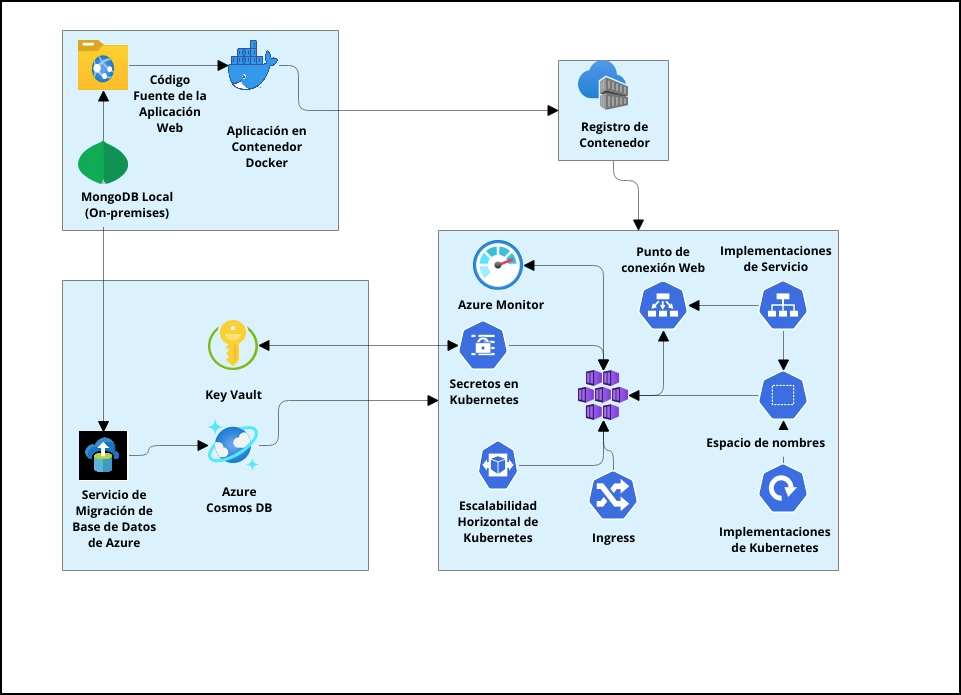 Código
Fuente de la
Aplicación
Web
Aplicación en
Contenedor
Docker
MongoDB Local
(On-premises)
Registro de
Contenedor
Azure Monitor
Punto de
conexión Web
Implementaciones
de Servicio
Key Vault
Secretos en
Kubernetes
Espacio de nombres
Servicio de
Migración de
Base de Datos
de Azure
Azure
Cosmos DB
Escalabilidad
Horizontal de
Kubernetes
Ingress
Implementaciones
de Kubernetes